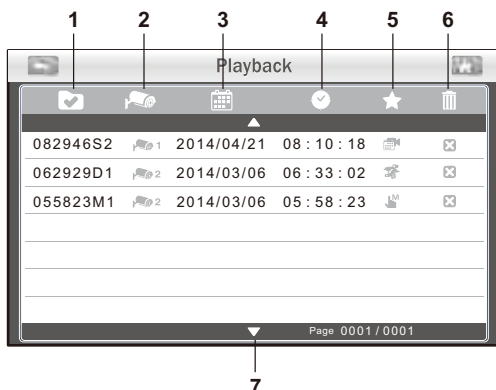 1 2 3 4 5 6
Playback
082946S2 1 2014/04/21 08 : 10 : 18
062929D1 2 2014/03/06 06 : 33 : 02
055823M1 2 2014/03/06 05 : 58 : 23 M
Page 0001 / 0001
7